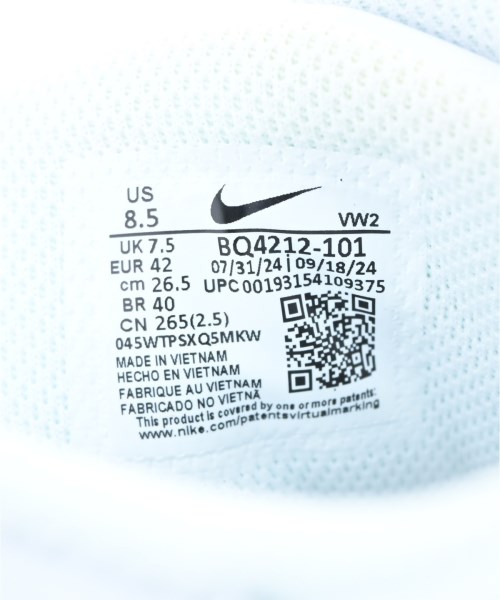 US
8.5
VW2
UK 7.5
BQ4212-101
EUR 42
07/31/24 | 09/18/24
cm 26.5
UPC 00193154109375
BR 40
CN 265(2.5)
045WTPSXQ5MKW
MADE IN VIETNAM
HECHO EN VIETNAM
FABRIQUE AU VIETNAM
FABRICADO NO VIETNÃ
This product is covered by one or more patents:
www.nike.com/patentsvirtualmarking